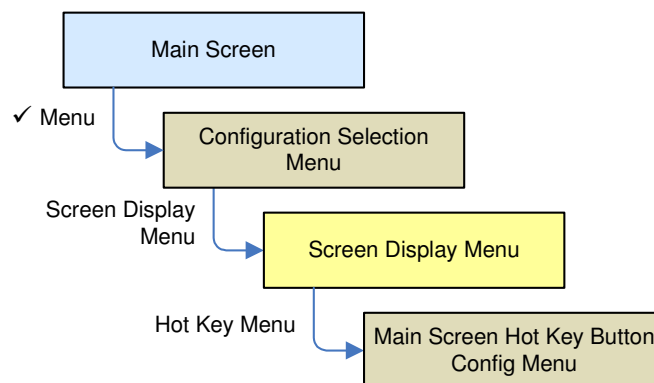 Main Screen
✓ Menu
Configuration Selection
Menu
Screen Display
Menu
Screen Display Menu
Hot Key Menu
Main Screen Hot Key Button
Config Menu